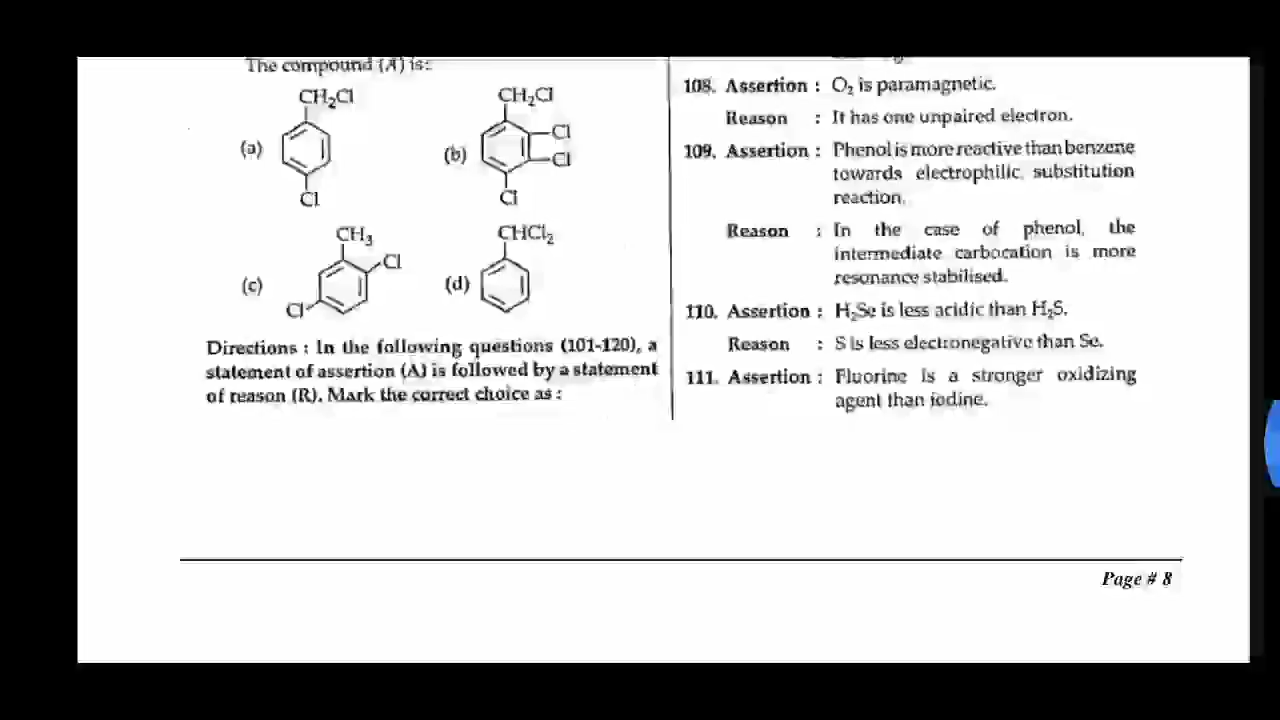 The compound (A) is:
CH₂Cl
(a)
Cl
CH₂Cl
(b)
Cl
Cl
Cl
CH₃
(c)
Cl
Cl
CHCl₂
(d)
Directions : In the following questions (101-120), a
statement of assertion (A) is followed by a statement
of reason (R). Mark the correct choice as :
108. Assertion : O₂ is paramagnetic.
Reason : It has one unpaired electron.
109. Assertion : Phenol is more reactive than benzene
towards electrophilic substitution
reaction.
Reason : In the case of phenol, the
intermediate carbocation is more
resonance stabilised.
110. Assertion : H₂Se is less acidic than H₂S.
Reason : S is less electronegative than Se.
111. Assertion : Fluorine is a stronger oxidizing
agent than iodine.
Page # 8